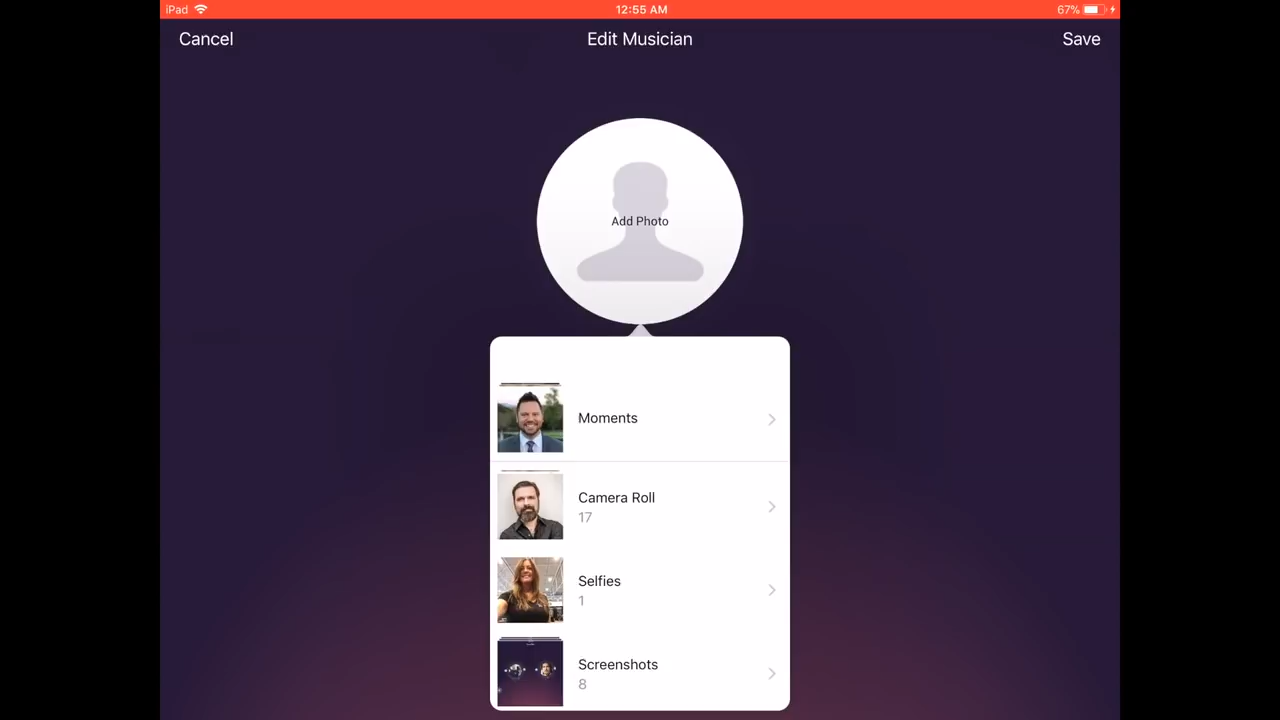 iPad 12:55 AM 67%
Cancel Edit Musician Save
Add Photo
Moments
Camera Roll
17
Selfies
1
Screenshots
8